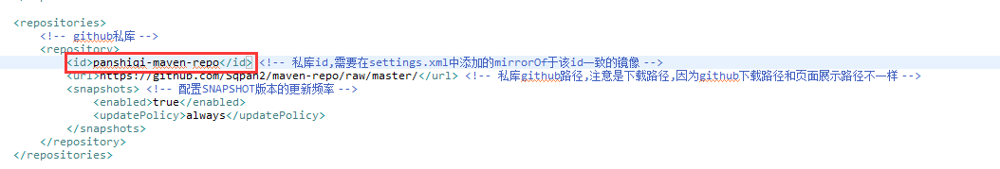 <repositories>
<!-- github私库 -->
<repository>
<id>panshiqi-maven-repo</id> <!-- 私库id,需要在settings.xml中添加的mirrorOf于该id一致的镜像 -->
<url>https://github.com/Sqpan2/maven-repo/raw/master/</url> <!-- 私库github路径,注意是下载路径,因为github下载路径和页面展示路径不一样 -->
<snapshots> <!-- 配置SNAPSHOT版本的更新频率 -->
<enabled>true</enabled>
<updatePolicy>always</updatePolicy>
</snapshots>
</repository>
</repositories>